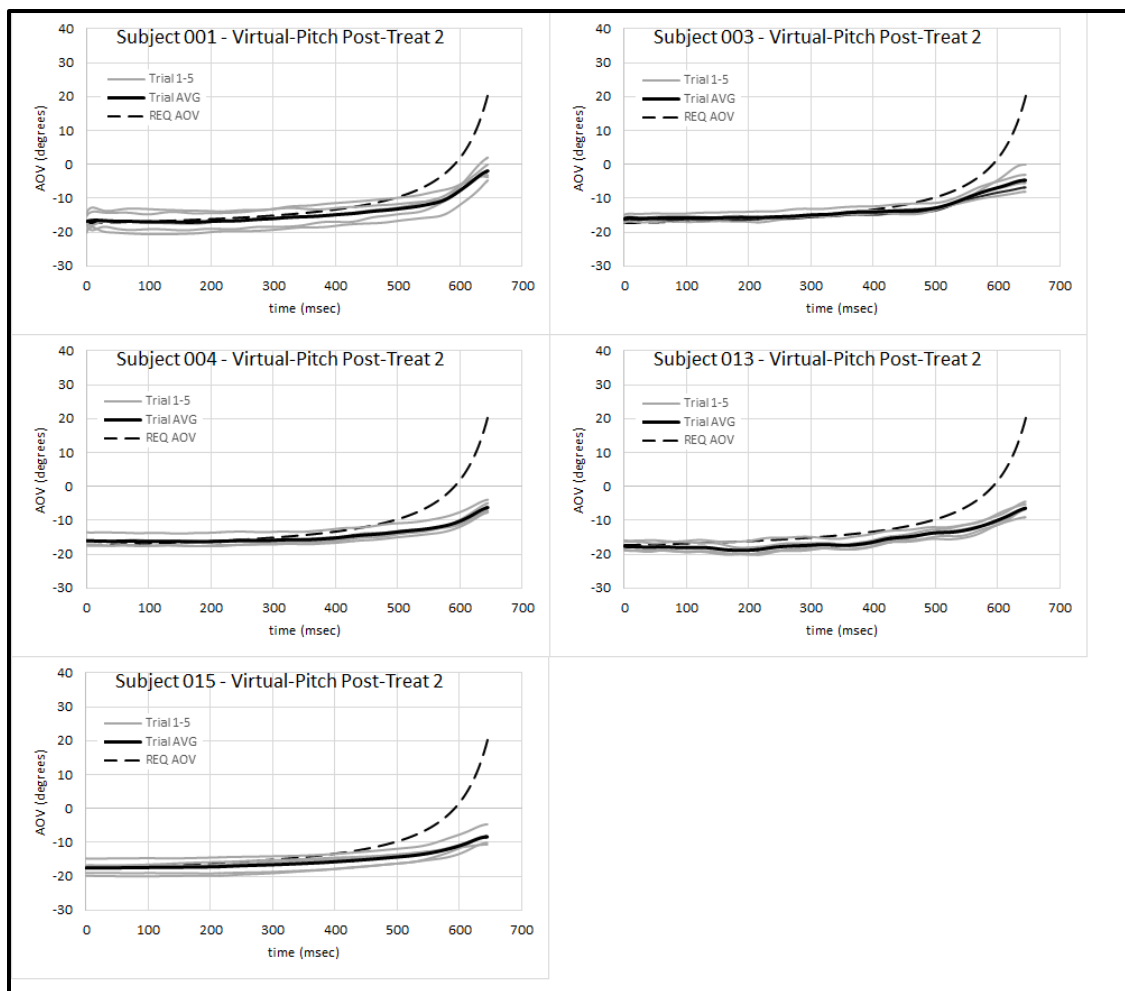 Subject 001 - Virtual-Pitch Post-Treat 2
40
30
20
10
0
-10
-20
-30
AOV (degrees)
Trial 1-5
Trial AVG
REQ AOV
0 100 200 300 400 500 600 700
time (msec)
Subject 003 - Virtual-Pitch Post-Treat 2
40
30
20
10
0
-10
-20
-30
AOV (degrees)
Trial 1-5
Trial AVG
REQ AOV
0 100 200 300 400 500 600 700
time (msec)
Subject 004 - Virtual-Pitch Post-Treat 2
40
30
20
10
0
-10
-20
-30
AOV (degrees)
Trial 1-5
Trial AVG
REQ AOV
0 100 200 300 400 500 600 700
time (msec)
Subject 013 - Virtual-Pitch Post-Treat 2
40
30
20
10
0
-10
-20
-30
AOV (degrees)
Trial 1-5
Trial AVG
REQ AOV
0 100 200 300 400 500 600 700
time (msec)
Subject 015 - Virtual-Pitch Post-Treat 2
40
30
20
10
0
-10
-20
-30
AOV (degrees)
Trial 1-5
Trial AVG
REQ AOV
0 100 200 300 400 500 600 700
time (msec)